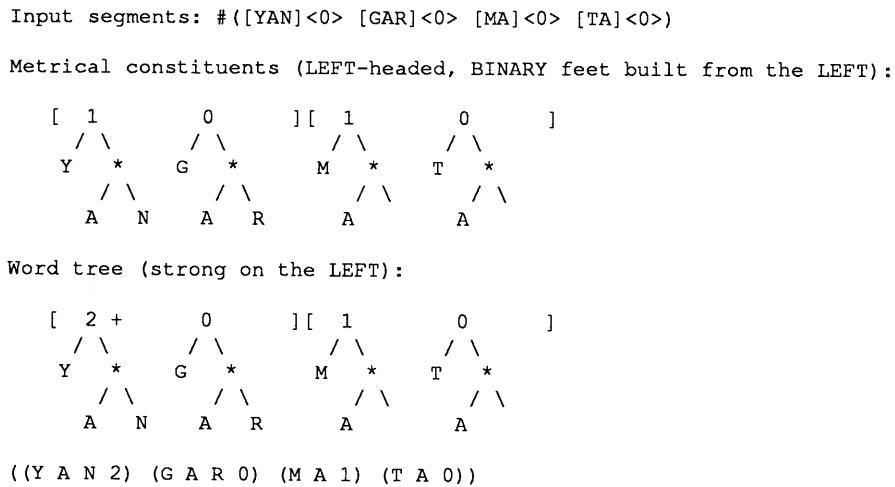 Input segments: #([YAN]<0> [GAR]<0> [MA]<0> [TA]<0>)
Metrical constituents (LEFT-headed, BINARY feet built from the LEFT):
[ 1 0 ][ 1 0 ]
/ \ / \ / \ / \
Y * G * M * T *
/ \ / \ / \ / \
A N A R A A
Word tree (strong on the LEFT):
[ 2 + 0 ][ 1 0 ]
/ \ / \ / \ / \
Y * G * M * T *
/ \ / \ / \ / \
A N A R A A
((Y A N 2) (G A R 0) (M A 1) (T A 0))